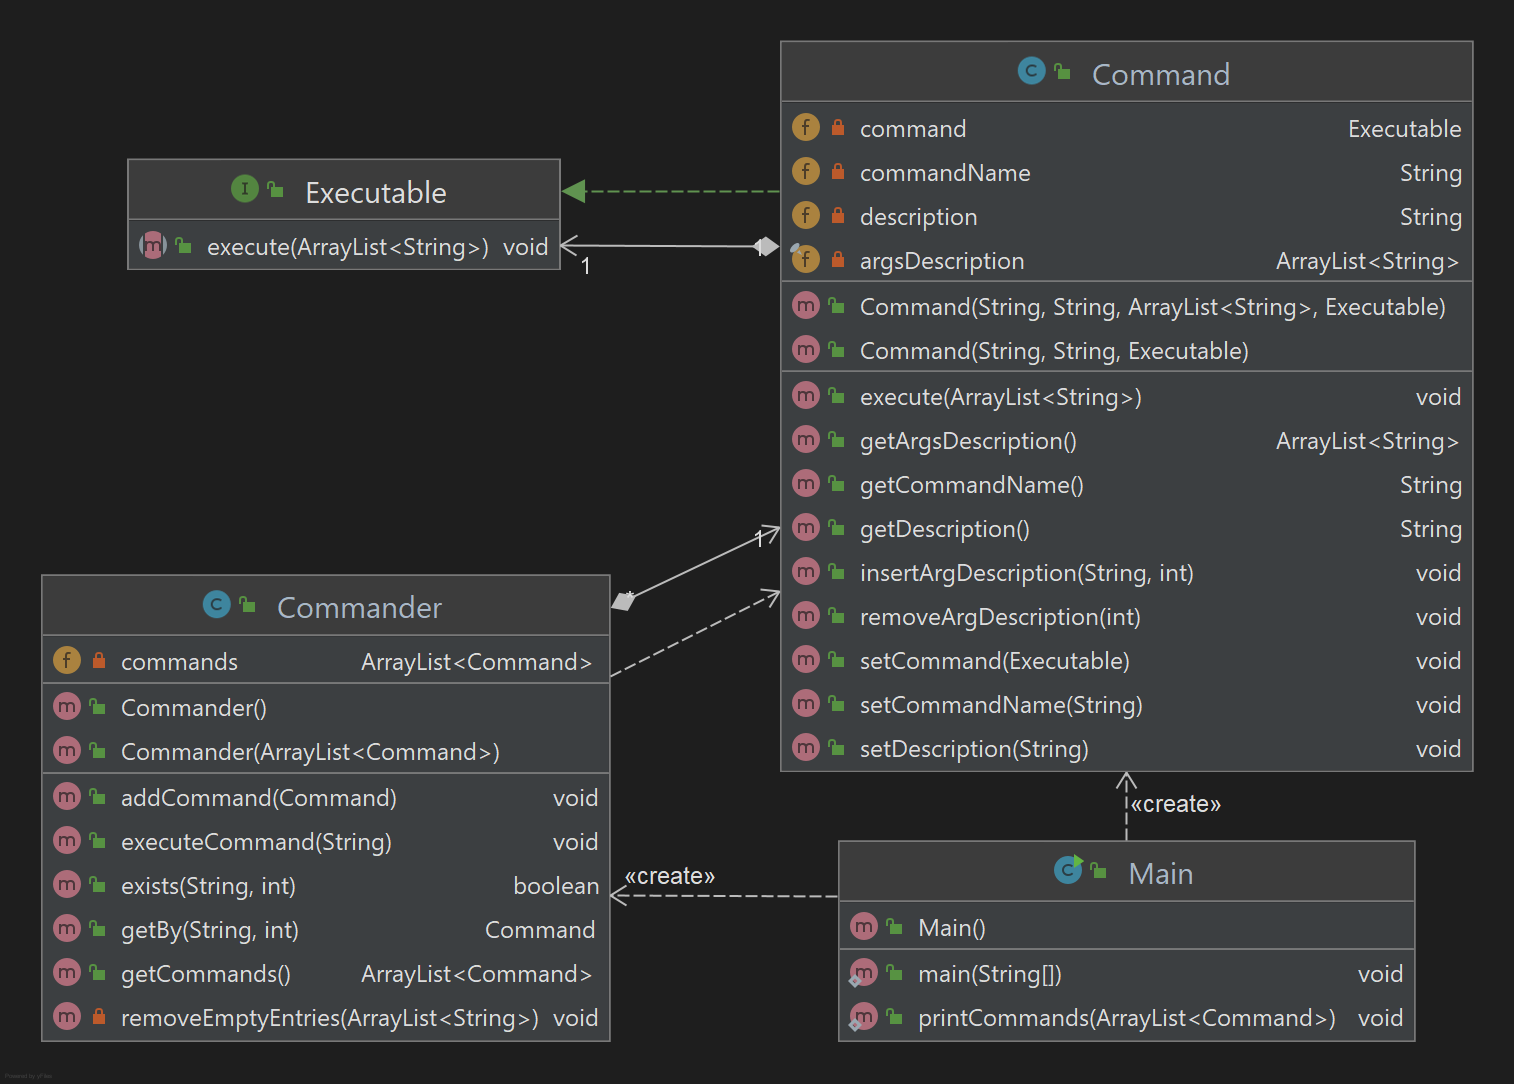 Executable
execute(ArrayList<String>) void
1
1
Command
command Executable
commandName String
description String
argsDescription ArrayList<String>
Command(String, String, ArrayList<String>, Executable)
Command(String, String, Executable)
execute(ArrayList<String>) void
getArgsDescription() ArrayList<String>
getCommandName() String
getDescription() String
insertArgDescription(String, int) void
removeArgDescription(int) void
setCommand(Executable) void
setCommandName(String) void
setDescription(String) void
1
*
Commander
commands ArrayList<Command>
Commander()
Commander(ArrayList<Command>)
addCommand(Command) void
executeCommand(String) void
exists(String, int) boolean
getBy(String, int) Command
getCommands() ArrayList<Command>
removeEmptyEntries(ArrayList<String>) void
«create»
«create»
Main
Main()
main(String[]) void
printCommands(ArrayList<Command>) void
Powered by yFiles